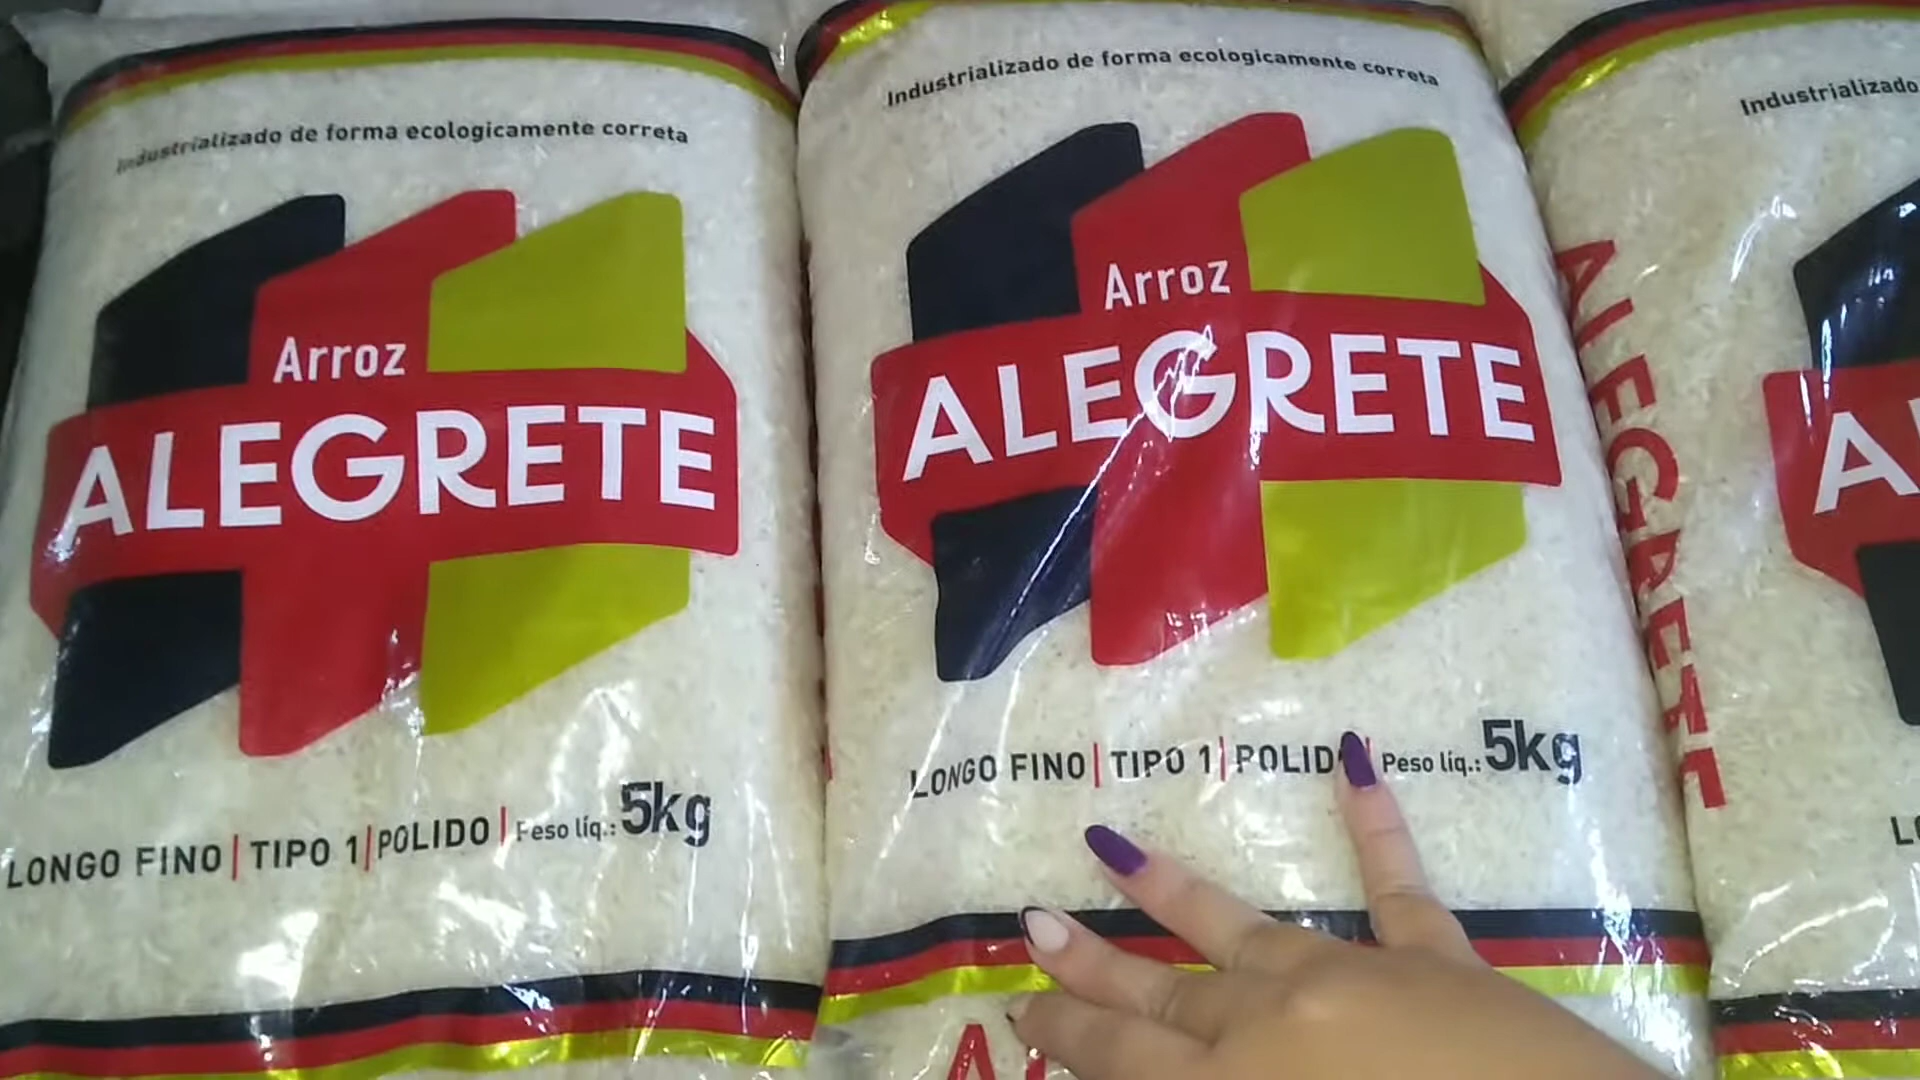 Industrializado de forma ecologicamente correta
Arroz
ALEGRETE
LONGO FINO | TIPO 1 | POLIDO | Peso líq.: 5kg
Industrializado de forma ecologicamente correta
Arroz
ALEGRETE
LONGO FINO | TIPO 1 | POLIDO | Peso líq.: 5kg
ALEGRETE
Industrializado